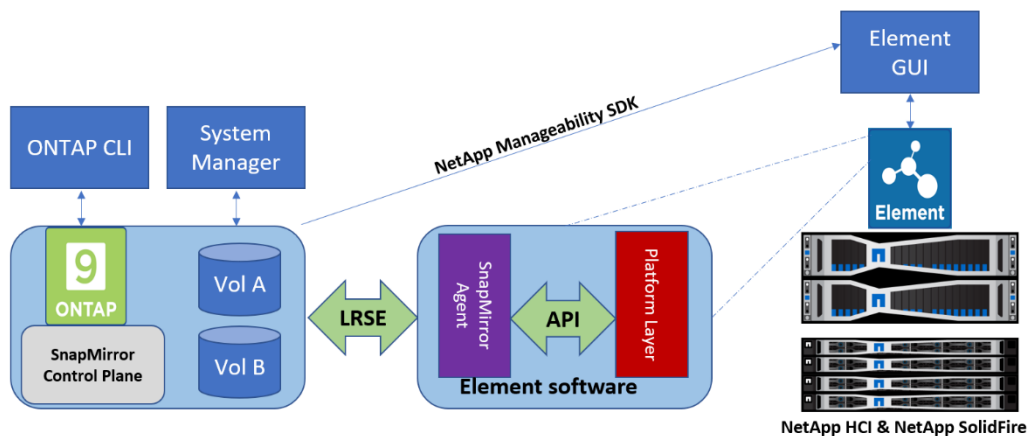 Element
GUI
NetApp Manageability SDK
ONTAP CLI
System
Manager
Element
9
ONTAP
Vol A
Vol B
SnapMirror
Control Plane
LRSE
SnapMirror
Agent
API
Platform Layer
Element software
NetApp HCI & NetApp SolidFire